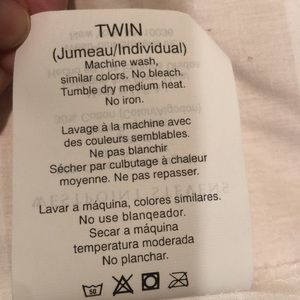 TWIN
(Jumeau/Individual)
Machine wash,
similar colors, No bleach.
Tumble dry medium heat.
No iron.
Lavage à la machine avec
des couleurs semblables.
Ne pas blanchir
Sécher par culbutage à chaleur
moyenne. Ne pas repasser.
Lavar a máquina, colores similares.
No use blanqeador.
Secar a máquina
temperatura moderada
No planchar.
50